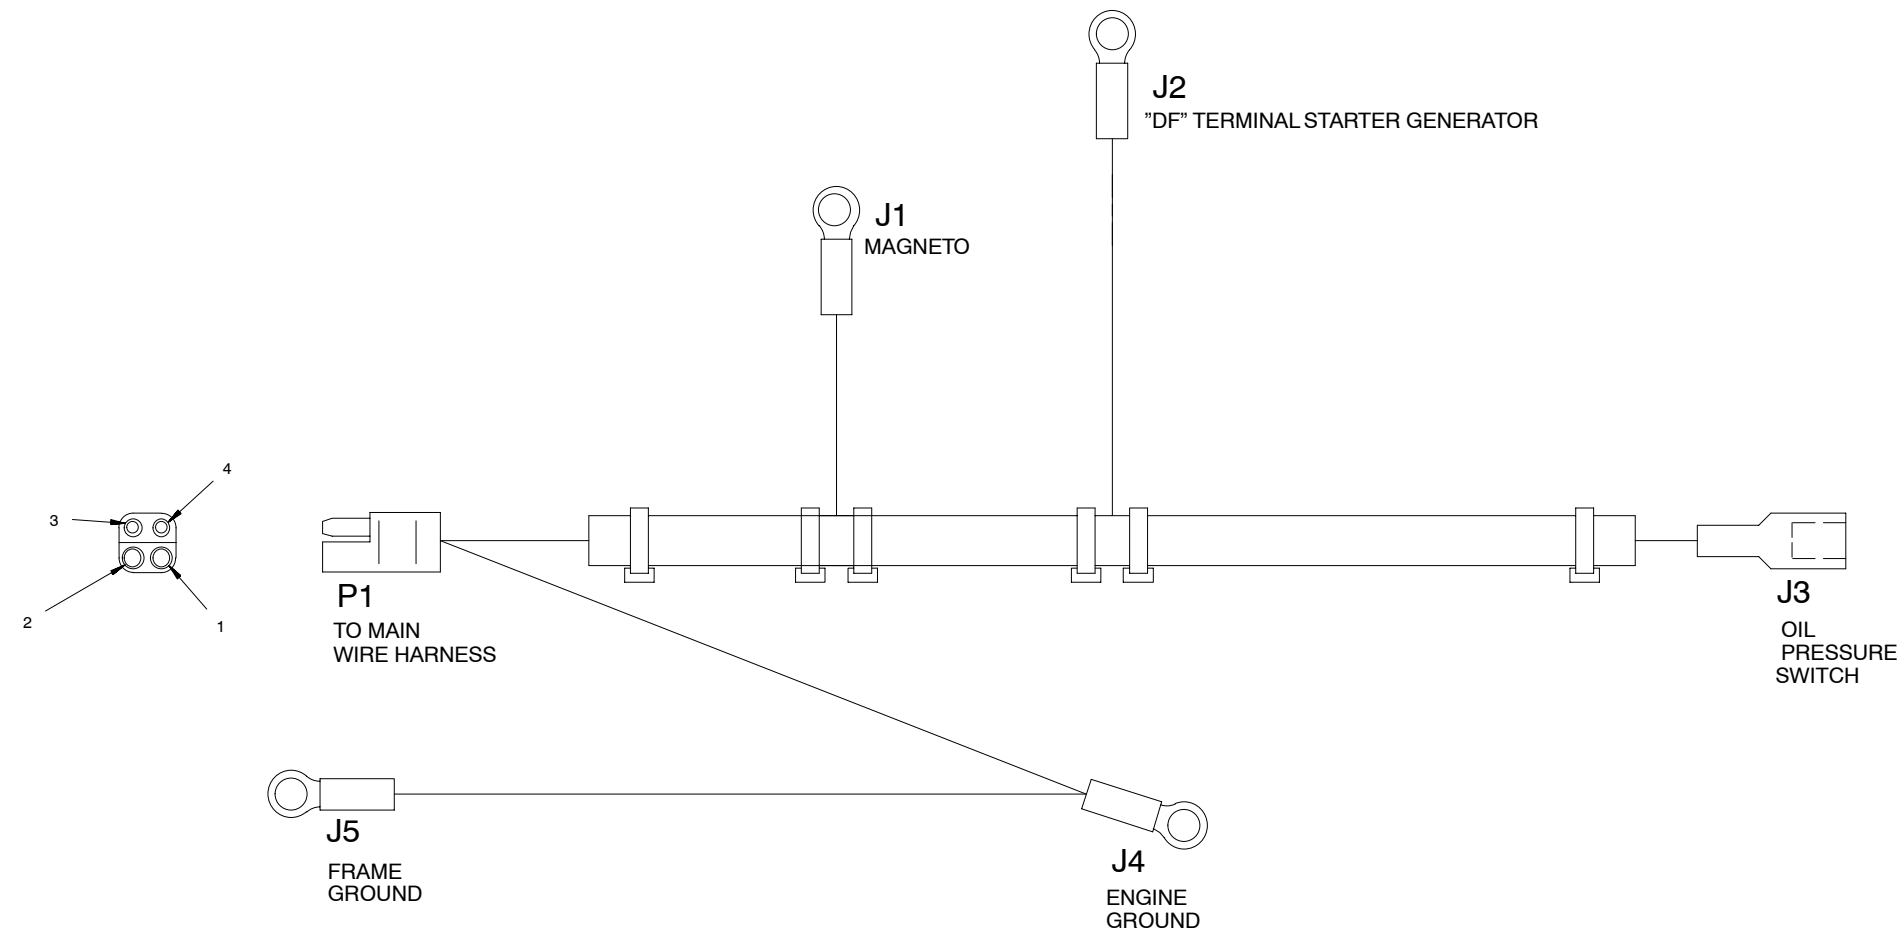 J2
”DF” TERMINAL STARTER GENERATOR
J1
MAGNETO
4
3
2
1
P1
TO MAIN
WIRE HARNESS
J3
OIL
PRESSURE
SWITCH
J5
FRAME
GROUND
J4
ENGINE
GROUND